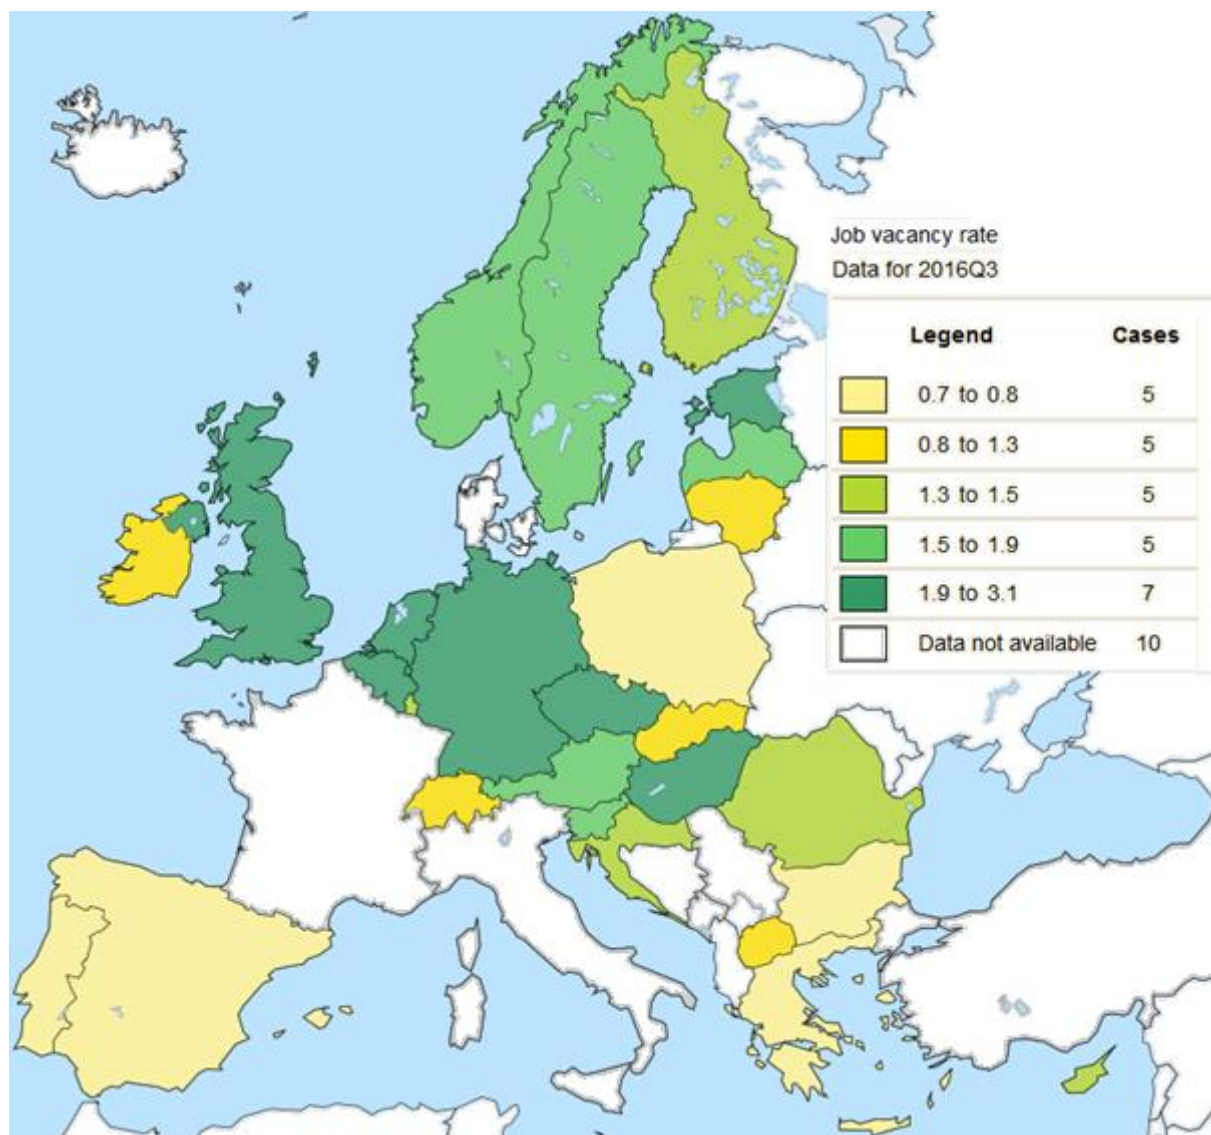 Job vacancy rate
Data for 2016Q3
Legend Cases
0.7 to 0.8 5
0.8 to 1.3 5
1.3 to 1.5 5
1.5 to 1.9 5
1.9 to 3.1 7
Data not available 10